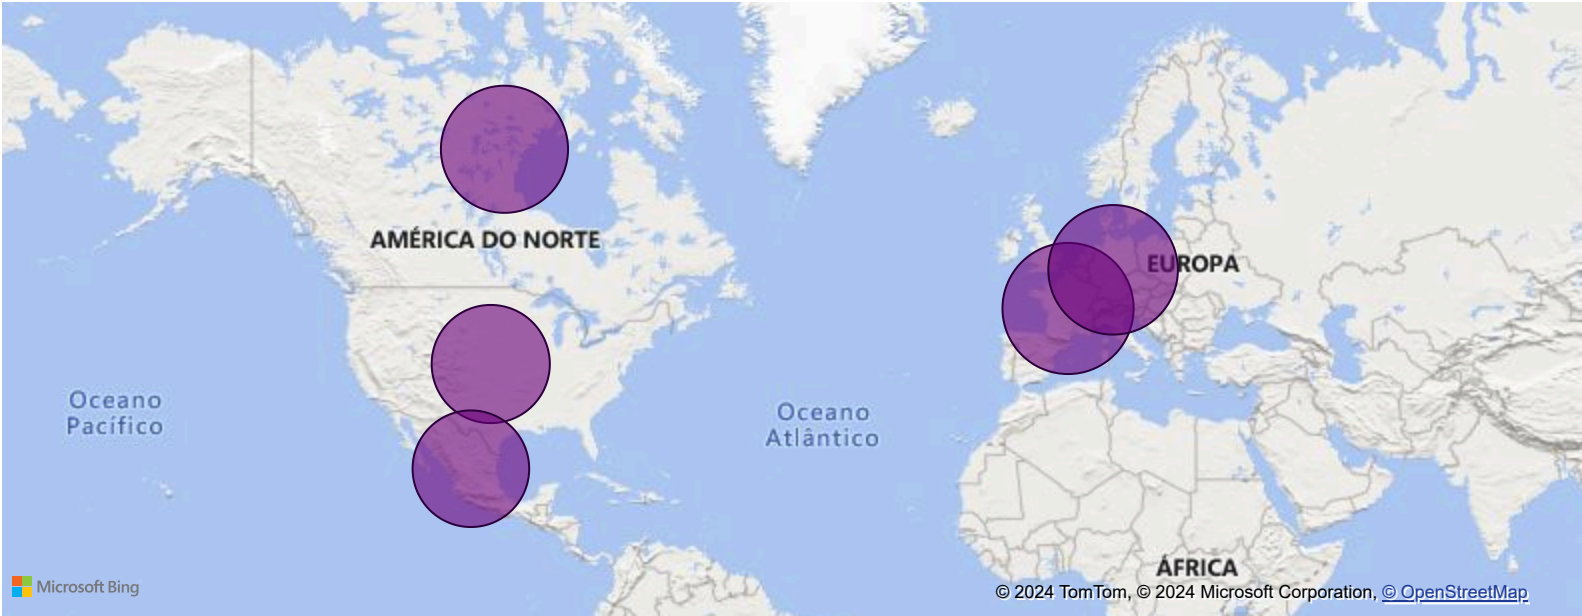 AMÉRICA DO NORTE
EUROPA
Oceano
Pacífico
Oceano
Atlântico
ÁFRICA
Microsoft Bing
© 2024 TomTom, © 2024 Microsoft Corporation, © OpenStreetMap